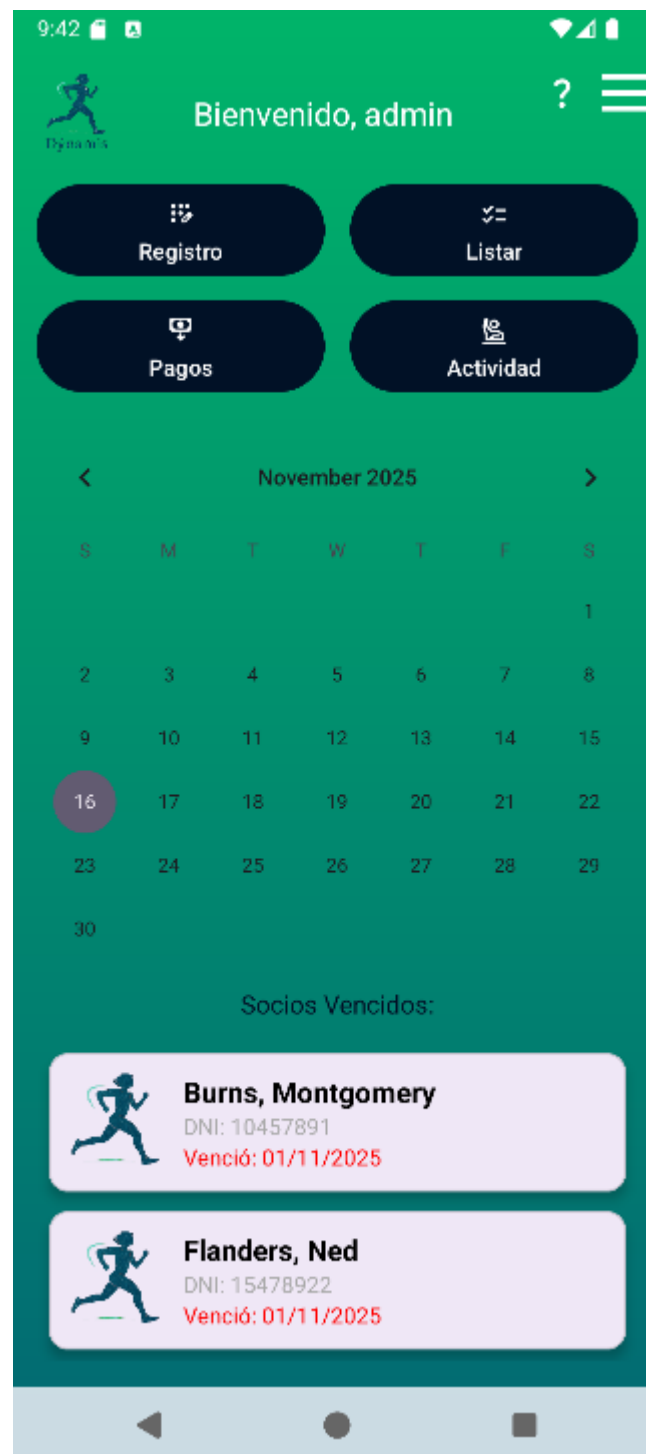 9:42
Bienvenido, admin
?
Dýnamis
Registro
Listar
Pagos
Actividad
November 2025
S M T W T F S
1
2 3 4 5 6 7 8
9 10 11 12 13 14 15
16 17 18 19 20 21 22
23 24 25 26 27 28 29
30
Socios Vencidos:
Burns, Montgomery
DNI: 10457891
Venció: 01/11/2025
Flanders, Ned
DNI: 15478922
Venció: 01/11/2025